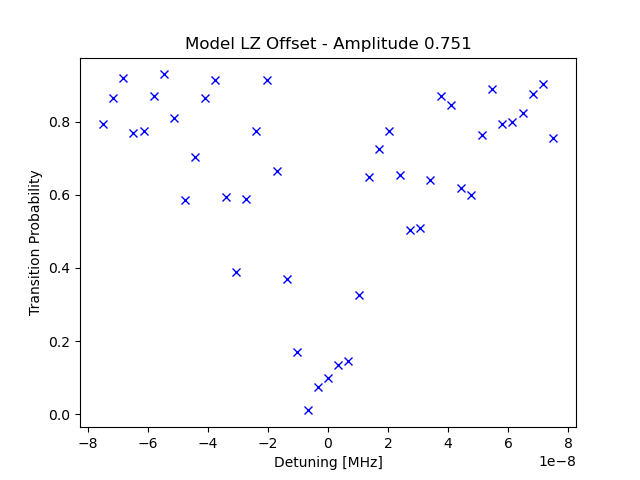 Model LZ Offset - Amplitude 0.751
Transition Probability
0.8
0.6
0.4
0.2
0.0
−8 −6 −4 −2 0 2 4 6 8
1e−8
Detuning [MHz]